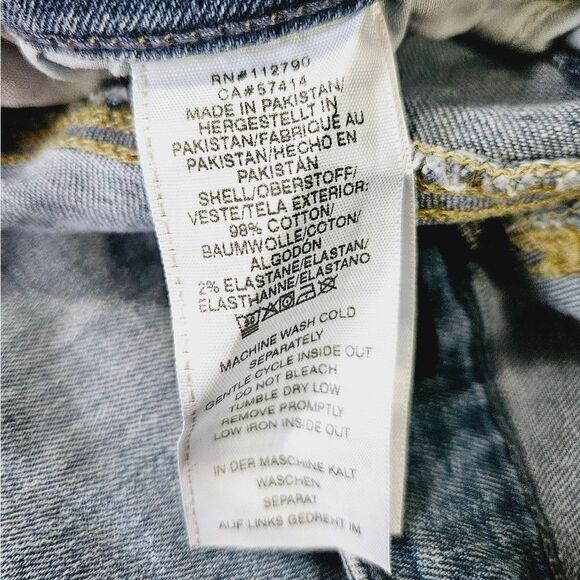 RN#112790
CA#57414
MADE IN PAKISTAN/
HERGESTELLT IN
PAKISTAN/FABRIQUE AU
PAKISTAN/HECHO EN
PAKISTAN
SHELL/OBERSTOFF/
VESTE/TELA EXTERIOR:
98% COTTON/
BAUMWOLLE/COTON/
ALGODÓN
2% ELASTANE/ELASTAN/
ELASTHANNE/ELASTANO
MACHINE WASH COLD
SEPARATELY
GENTLE CYCLE INSIDE OUT
DO NOT BLEACH
TUMBLE DRY LOW
REMOVE PROMPTLY
LOW IRON INSIDE OUT
IN DER MASCHINE KALT
WASCHEN
SEPARAT
AUF LINKS GEDREHT IM